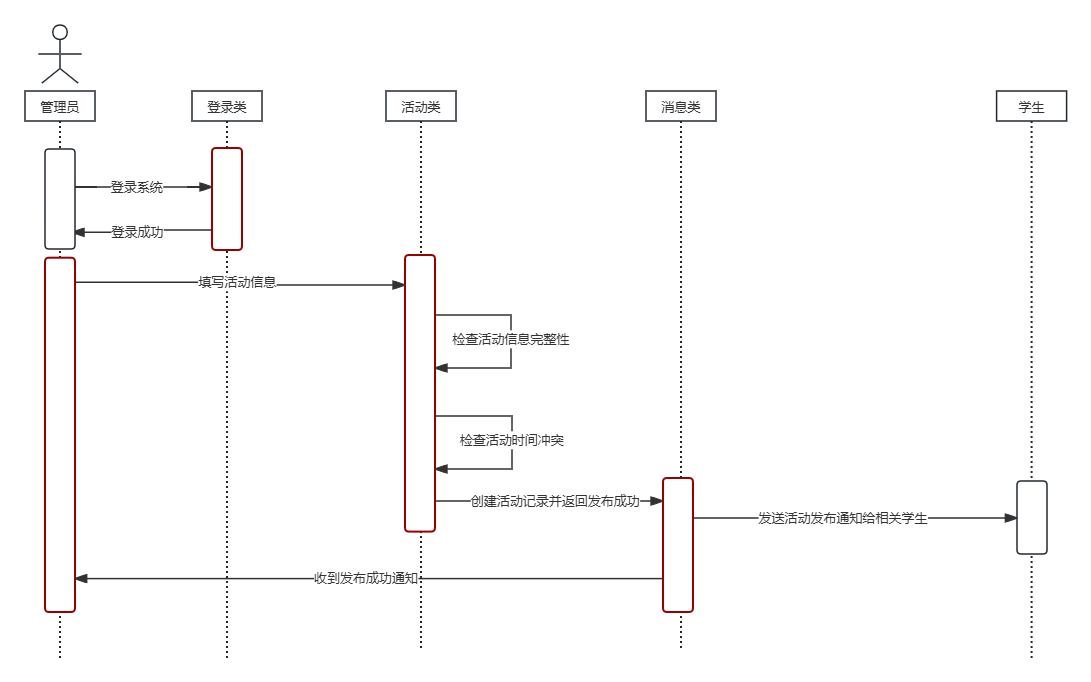 管理员
登录类
活动类
消息类
学生
登录系统
登录成功
填写活动信息
检查活动信息完整性
检查活动时间冲突
创建活动记录并返回发布成功
发送活动发布通知给相关学生
收到发布成功通知